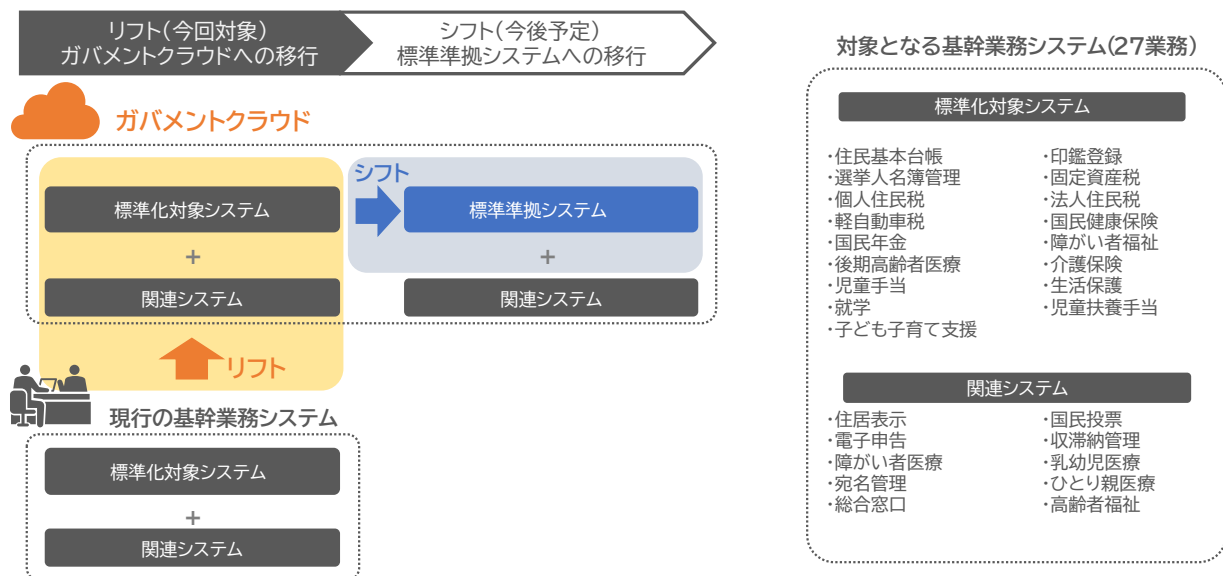 リフト(今回対象)
ガバメントクラウドへの移行
シフト(今後予定)
標準準拠システムへの移行
ガバメントクラウド
シフト
標準化対象システム
標準準拠システム
+
+
関連システム
関連システム
リフト
現行の基幹業務システム
標準化対象システム
+
関連システム
対象となる基幹業務システム(27業務)
標準化対象システム
・住民基本台帳
・選挙人名簿管理
・個人住民税
・軽自動車税
・国民年金
・後期高齢者医療
・児童手当
・就学
・子ども子育て支援
・印鑑登録
・固定資産税
・法人住民税
・国民健康保険
・障がい者福祉
・介護保険
・生活保護
・児童扶養手当
関連システム
・住居表示
・電子申告
・障がい者医療
・宛名管理
・総合窓口
・国民投票
・収滞納管理
・乳幼児医療
・ひとり親医療
・高齢者福祉